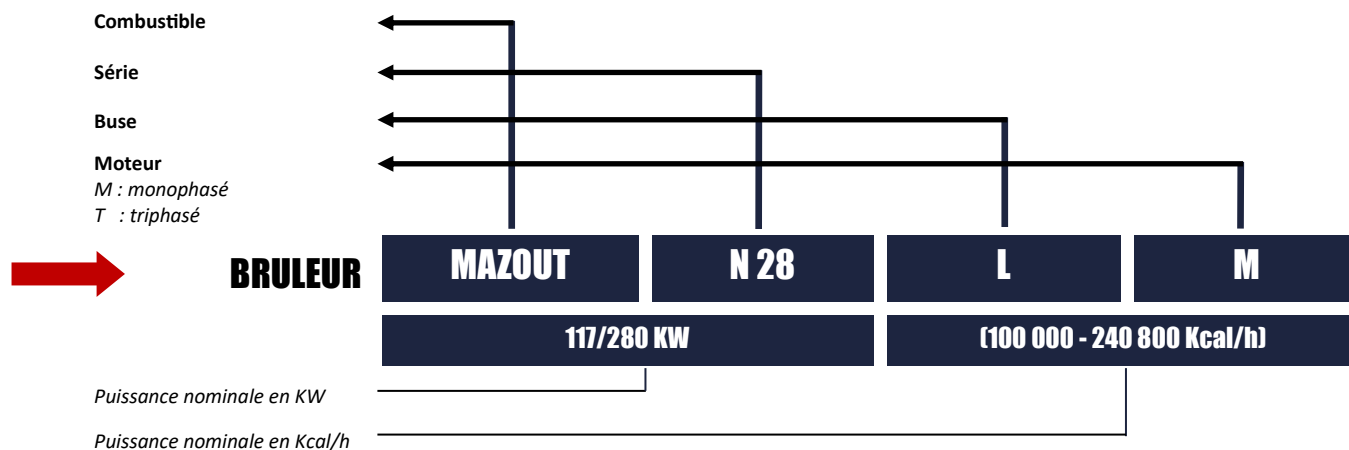 Combustible
Série
Buse
Moteur
M : monophasé
T : triphasé
BRULEUR MAZOUT N 28 L M
117/280 KW (100 000 - 240 800 Kcal/h)
Puissance nominale en KW
Puissance nominale en Kcal/h